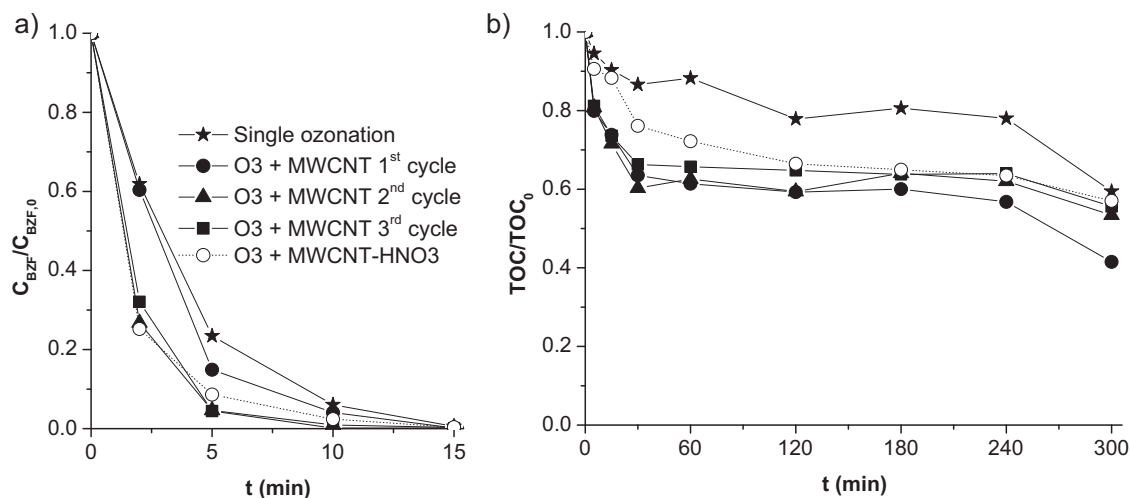 a)
C_BZF/C_BZF,0
1.0
0.8
0.6
0.4
0.2
0.0
Single ozonation
O3 + MWCNT 1st cycle
O3 + MWCNT 2nd cycle
O3 + MWCNT 3rd cycle
O3 + MWCNT-HNO3
0 5 10 15
t (min)
b)
TOC/TOC_0
1.0
0.8
0.6
0.4
0.2
0.0
0 60 120 180 240 300
t (min)